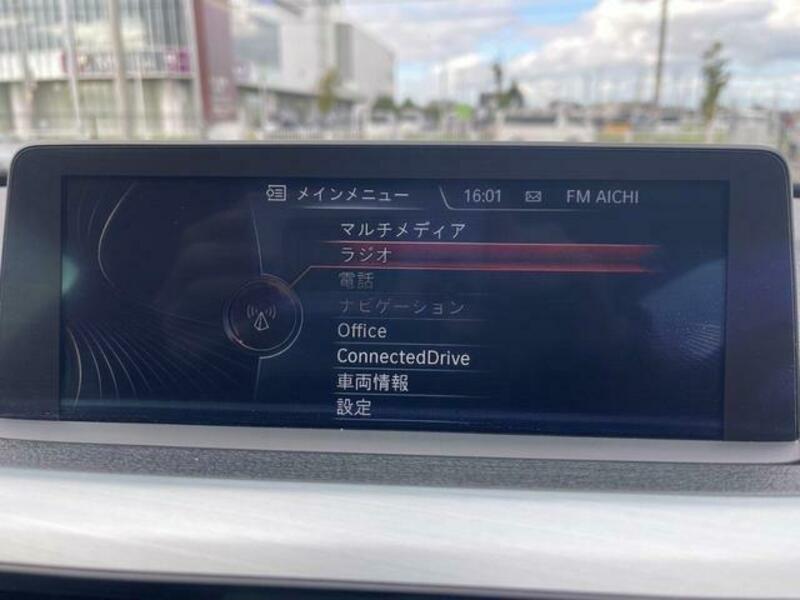 メインメニュー 16:01 FM AICHI
マルチメディア
ラジオ
電話
ナビゲーション
Office
ConnectedDrive
車両情報
設定